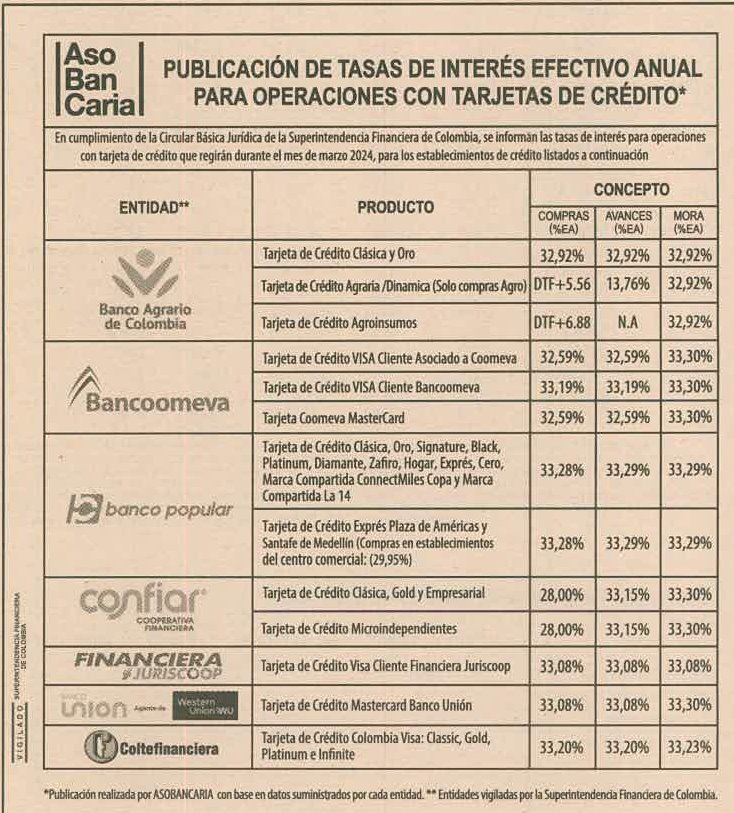 Aso
Ban
Caria
PUBLICACIÓN DE TASAS DE INTERÉS EFECTIVO ANUAL
PARA OPERACIONES CON TARJETAS DE CRÉDITO*
En cumplimiento de la Circular Básica Jurídica de la Superintendencia Financiera de Colombia, se informan las tasas de interés para operaciones
con tarjeta de crédito que regirán durante el mes de marzo 2024, para los establecimientos de crédito listados a continuación
ENTIDAD** PRODUCTO CONCEPTO
COMPRAS (%EA) AVANCES (%EA) MORA (%EA)
Banco Agrario
de Colombia
Tarjeta de Crédito Clásica y Oro 32,92% 32,92% 32,92%
Tarjeta de Crédito Agraria /Dinamica (Solo compras Agro) DTF+5.56 13,76% 32,92%
Tarjeta de Crédito Agroinsumos DTF+6.88 N.A 32,92%
Bancoomeva
Tarjeta de Crédito VISA Cliente Asociado a Coomeva 32,59% 32,59% 33,30%
Tarjeta de Crédito VISA Cliente Bancoomeva 33,19% 33,19% 33,30%
Tarjeta Coomeva MasterCard 32,59% 32,59% 33,30%
banco popular
Tarjeta de Crédito Clásica, Oro, Signature, Black,
Platinum, Diamante, Zafiro, Hogar, Exprés, Cero,
Marca Compartida ConnectMiles Copa y Marca
Compartida La 14
33,28% 33,29% 33,29%
Tarjeta de Crédito Exprés Plaza de Américas y
Santafe de Medellín (Compras en establecimientos
del centro comercial: (29,95%)
33,28% 33,29% 33,29%
confiar®
COOPERATIVA
FINANCIERA
Tarjeta de Crédito Clásica, Gold y Empresarial 28,00% 33,15% 33,30%
Tarjeta de Crédito Microindependientes 28,00% 33,15% 33,30%
FINANCIERA
JURISCOOP
Tarjeta de Crédito Visa Cliente Financiera Juriscoop 33,08% 33,08% 33,08%
BANCO
union Agente de Western
Union WU
Tarjeta de Crédito Mastercard Banco Unión 33,08% 33,08% 33,30%
Coltefinanciera
Tarjeta de Crédito Colombia Visa: Classic, Gold,
Platinum e Infinite
33,20% 33,20% 33,23%
VIGILADO SUPERINTENDENCIA FINANCIERA
DE COLOMBIA
*Publicación realizada por ASOBANCARIA con base en datos suministrados por cada entidad. ** Entidades vigiladas por la Superintendencia Financiera de Colombia.